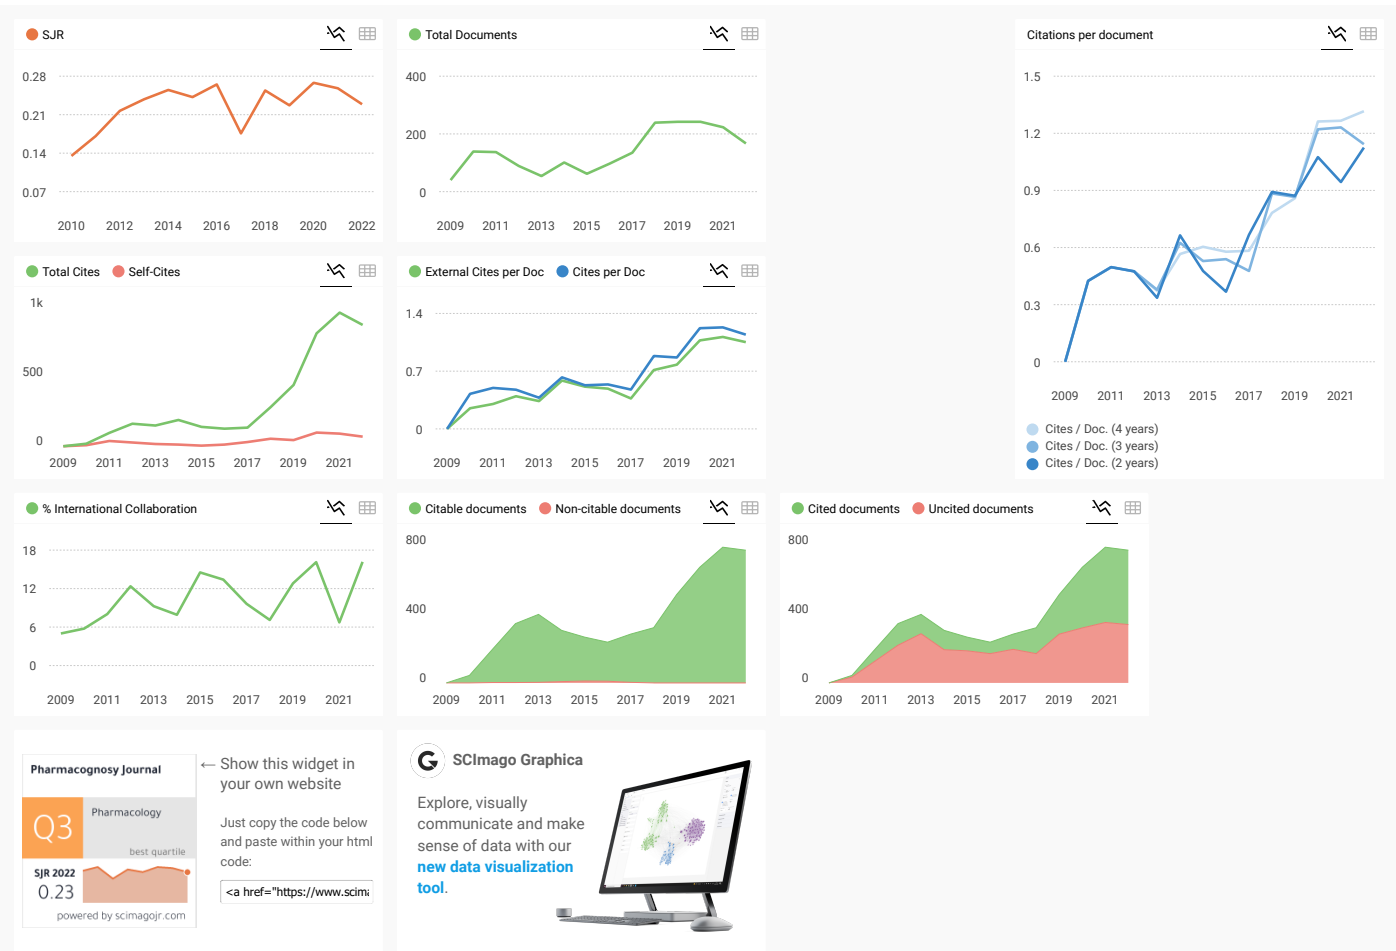 SJR
0.28
0.21
0.14
0.07
2010 2012 2014 2016 2018 2020 2022
Total Documents
400
200
0
2009 2011 2013 2015 2017 2019 2021
Citations per document
1.5
1.2
0.9
0.6
0.3
0
2009 2011 2013 2015 2017 2019 2021
Cites / Doc. (4 years)
Cites / Doc. (3 years)
Cites / Doc. (2 years)
Total Cites Self-Cites
1k
500
0
2009 2011 2013 2015 2017 2019 2021
External Cites per Doc Cites per Doc
1.4
0.7
0
2009 2011 2013 2015 2017 2019 2021
% International Collaboration
18
12
6
0
2009 2011 2013 2015 2017 2019 2021
Citable documents Non-citable documents
800
400
0
2009 2011 2013 2015 2017 2019 2021
Cited documents Uncited documents
800
400
0
2009 2011 2013 2015 2017 2019 2021
Pharmacognosy Journal
Q3
Pharmacology
best quartile
SJR 2022
0.23
powered by scimagojr.com
← Show this widget in
your own website
Just copy the code below
and paste within your html
code:
<a href="https://www.scima
SCImago Graphica
Explore, visually
communicate and make
sense of data with our
new data visualization
tool.